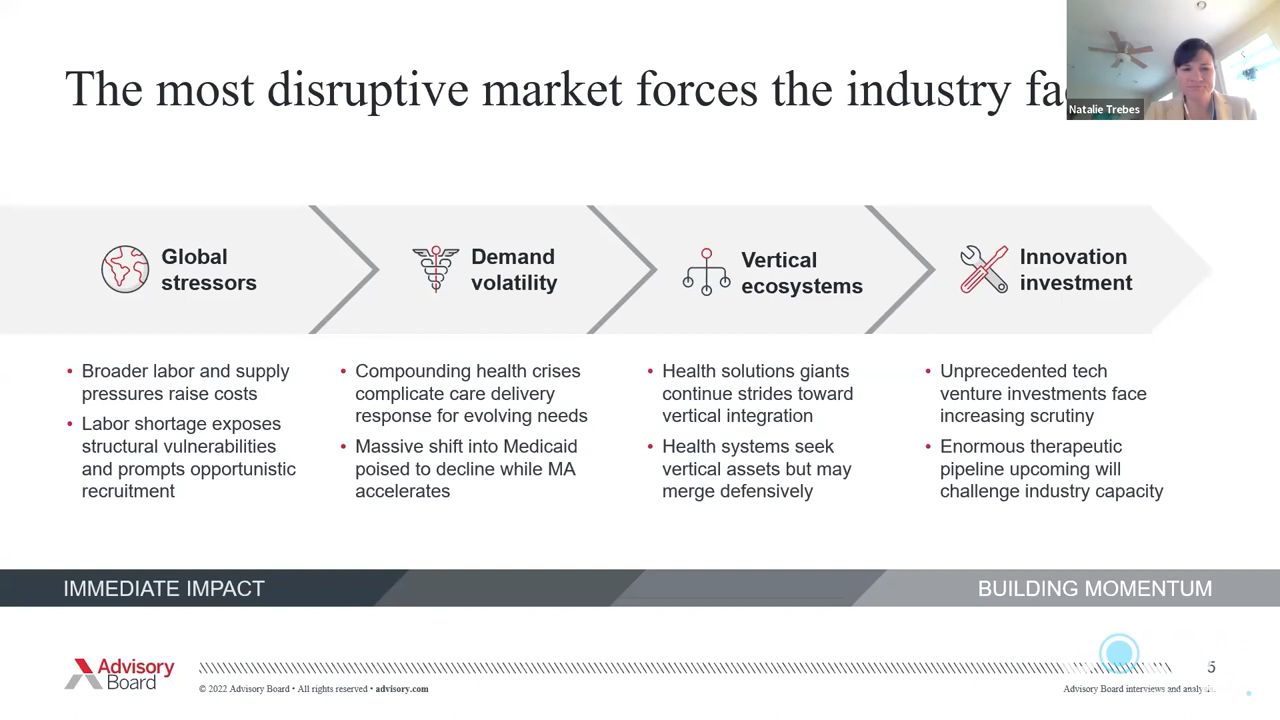 The most disruptive market forces the industry
Natalie Trebes
Global
stressors
Demand
volatility
Vertical
ecosystems
Innovation
investment
• Broader labor and supply
pressures raise costs
• Labor shortage exposes
structural vulnerabilities
and prompts opportunistic
recruitment
• Compounding health crises
complicate care delivery
response for evolving needs
• Massive shift into Medicaid
poised to decline while MA
accelerates
• Health solutions giants
continue strides toward
vertical integration
• Health systems seek
vertical assets but may
merge defensively
• Unprecedented tech
venture investments face
increasing scrutiny
• Enormous therapeutic
pipeline upcoming will
challenge industry capacity
IMMEDIATE IMPACT
BUILDING MOMENTUM
Advisory
Board
5
© 2022 Advisory Board • All rights reserved • advisory.com
Advisory Board interviews and analysis.